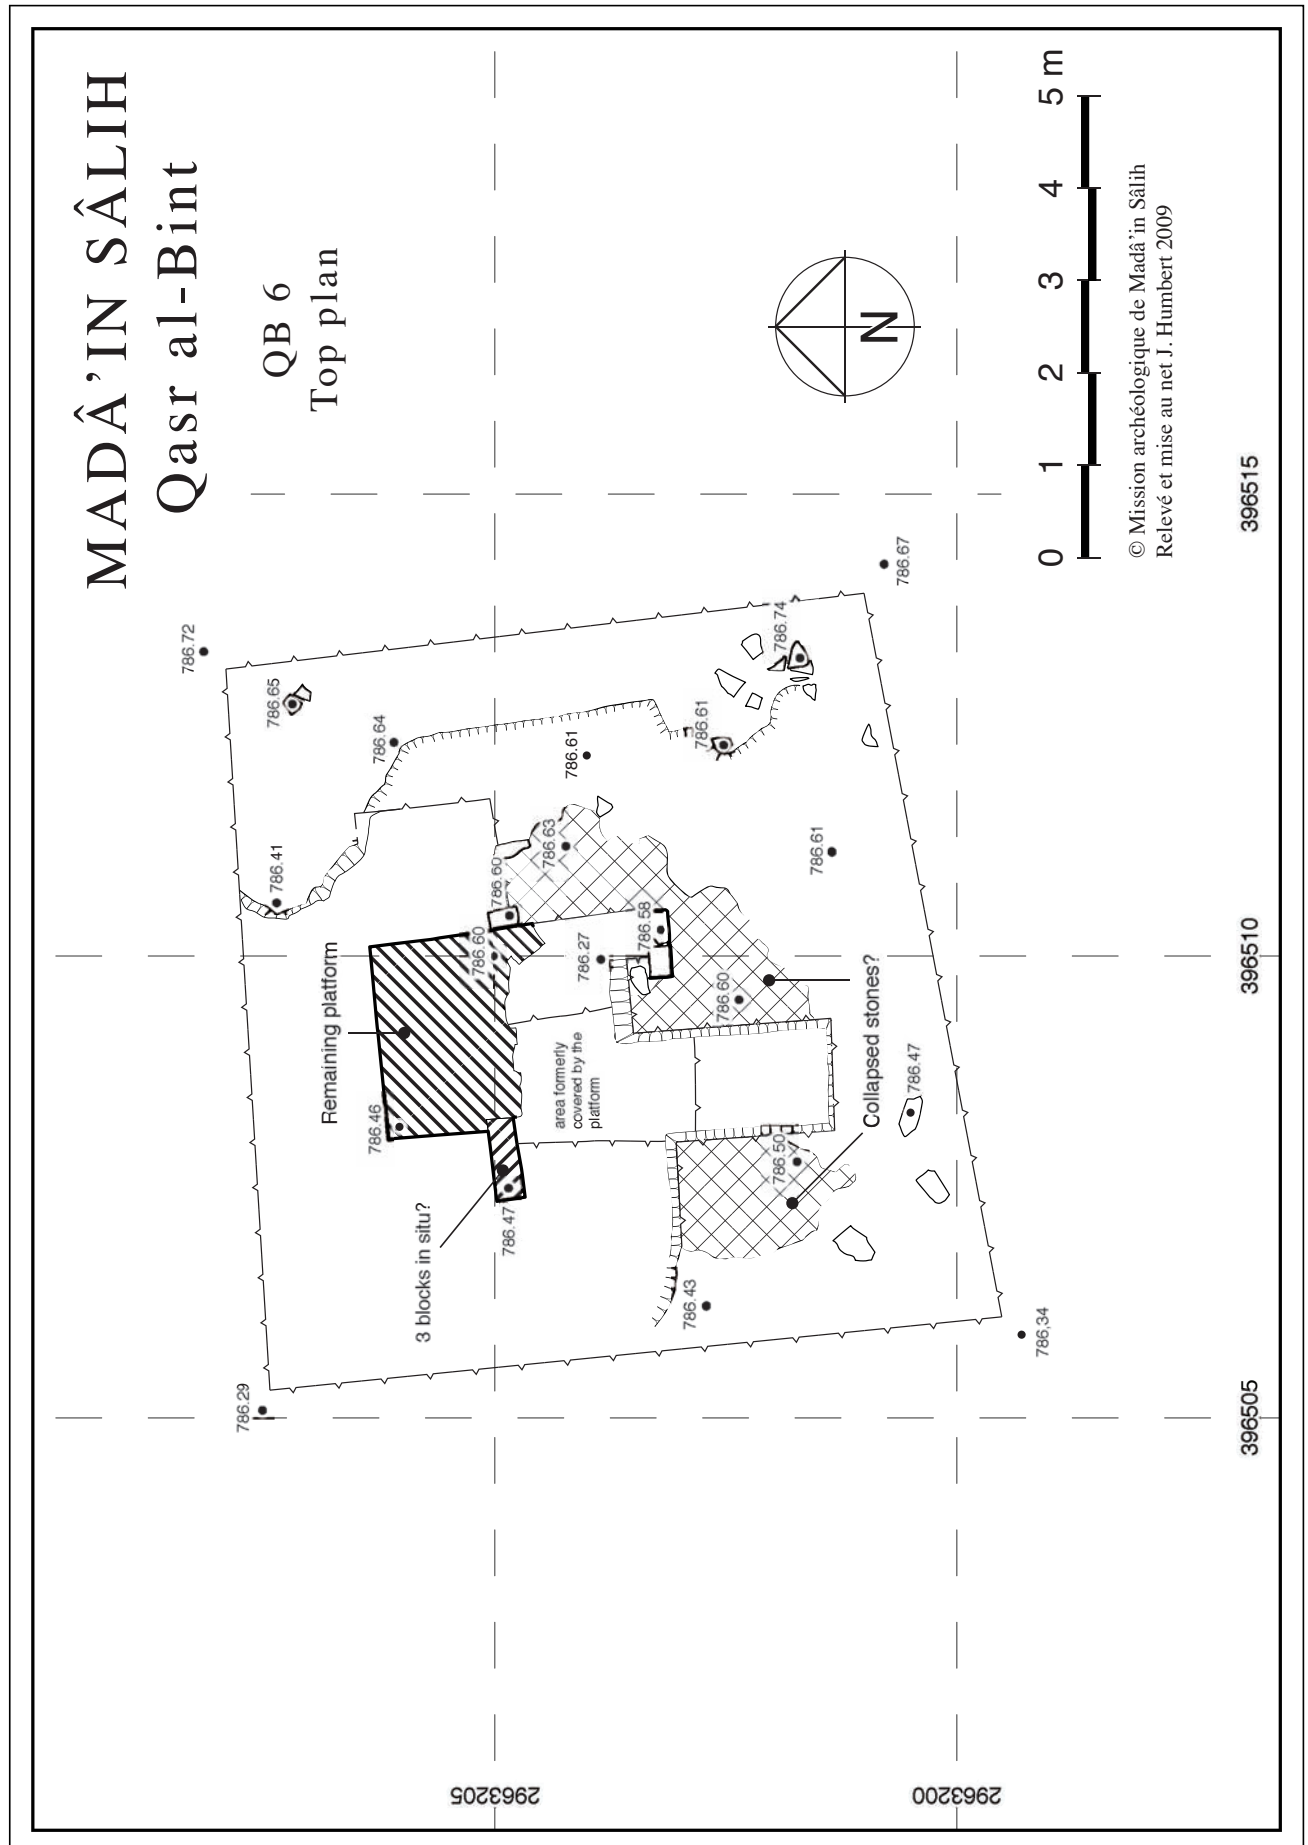 MADÂ’IN SÂLIH
Qasr al-Bint
QB 6
Top plan
786.72
786.65
786.64
786.41
786.61
786.61
786.74
786.67
786.63
786.60
786.60
786.27
786.58
786.61
786.60
Remaining platform
786.46
area formerly
covered by the
platform
3 blocks in situ?
786.47
Collapsed stones?
786.50
786.47
786.43
786.29
786,34
N
0 1 2 3 4 5 m
© Mission archéologique de Madâ’in Sâlih
Relevé et mise au net J. Humbert 2009
396515
396510
396505
2963205
2963200